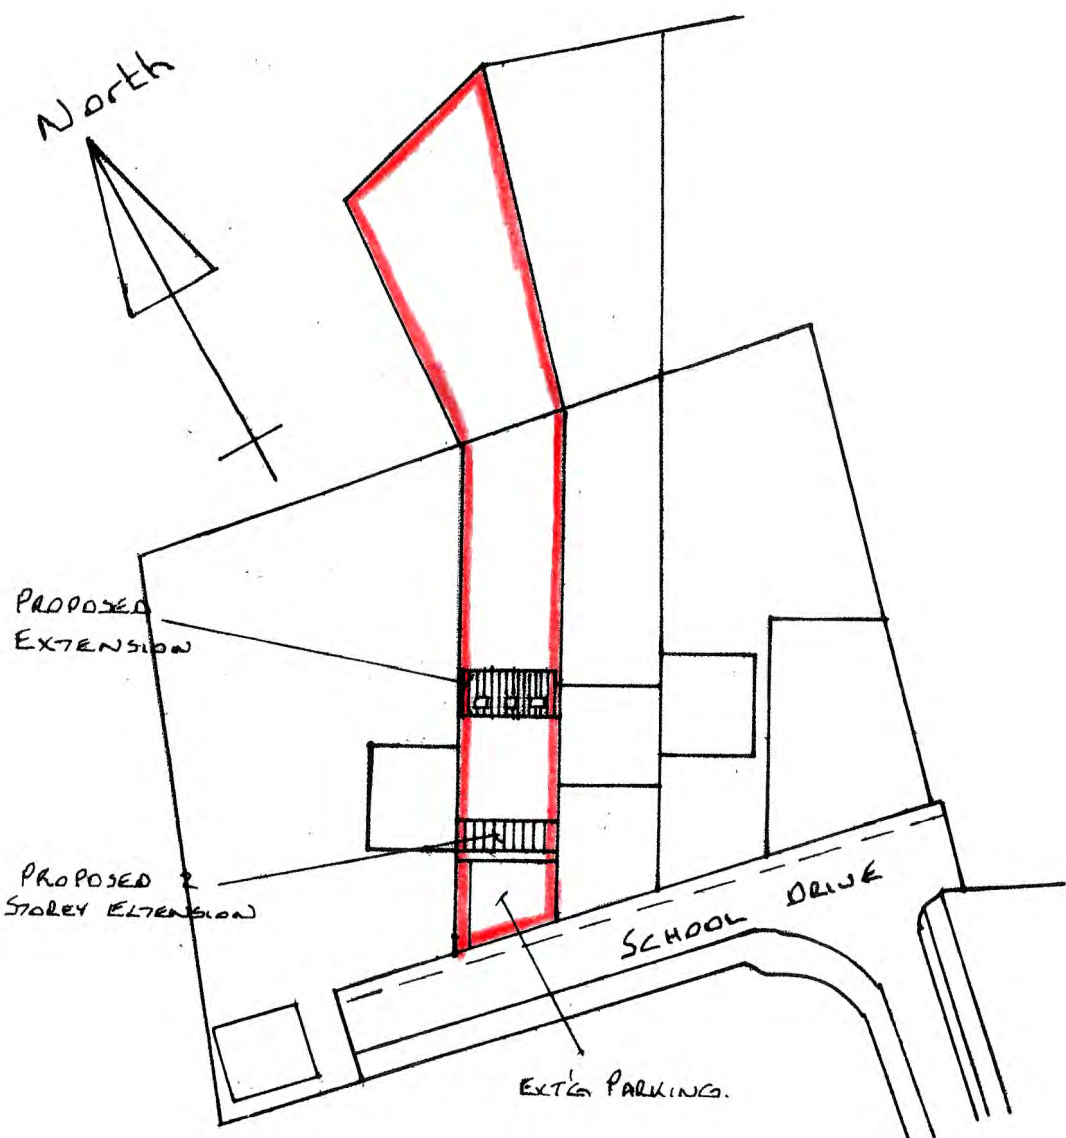 North
PROPOSED
EXTENSION
PROPOSED 2
STOREY EXTENSION
SCHOOL DRIVE
EXT'G PARKING.